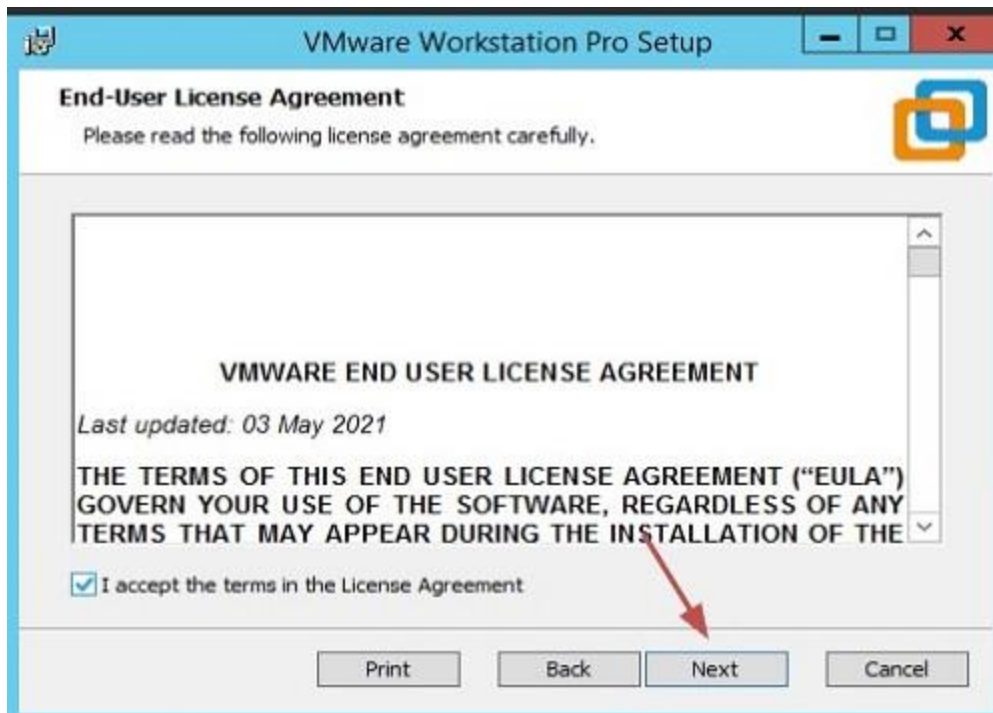 VMware Workstation Pro Setup
End-User License Agreement
Please read the following license agreement carefully.
VMWARE END USER LICENSE AGREEMENT
Last updated: 03 May 2021
THE TERMS OF THIS END USER LICENSE AGREEMENT (“EULA”)
GOVERN YOUR USE OF THE SOFTWARE, REGARDLESS OF ANY
TERMS THAT MAY APPEAR DURING THE INSTALLATION OF THE
I accept the terms in the License Agreement
Print Back Next Cancel